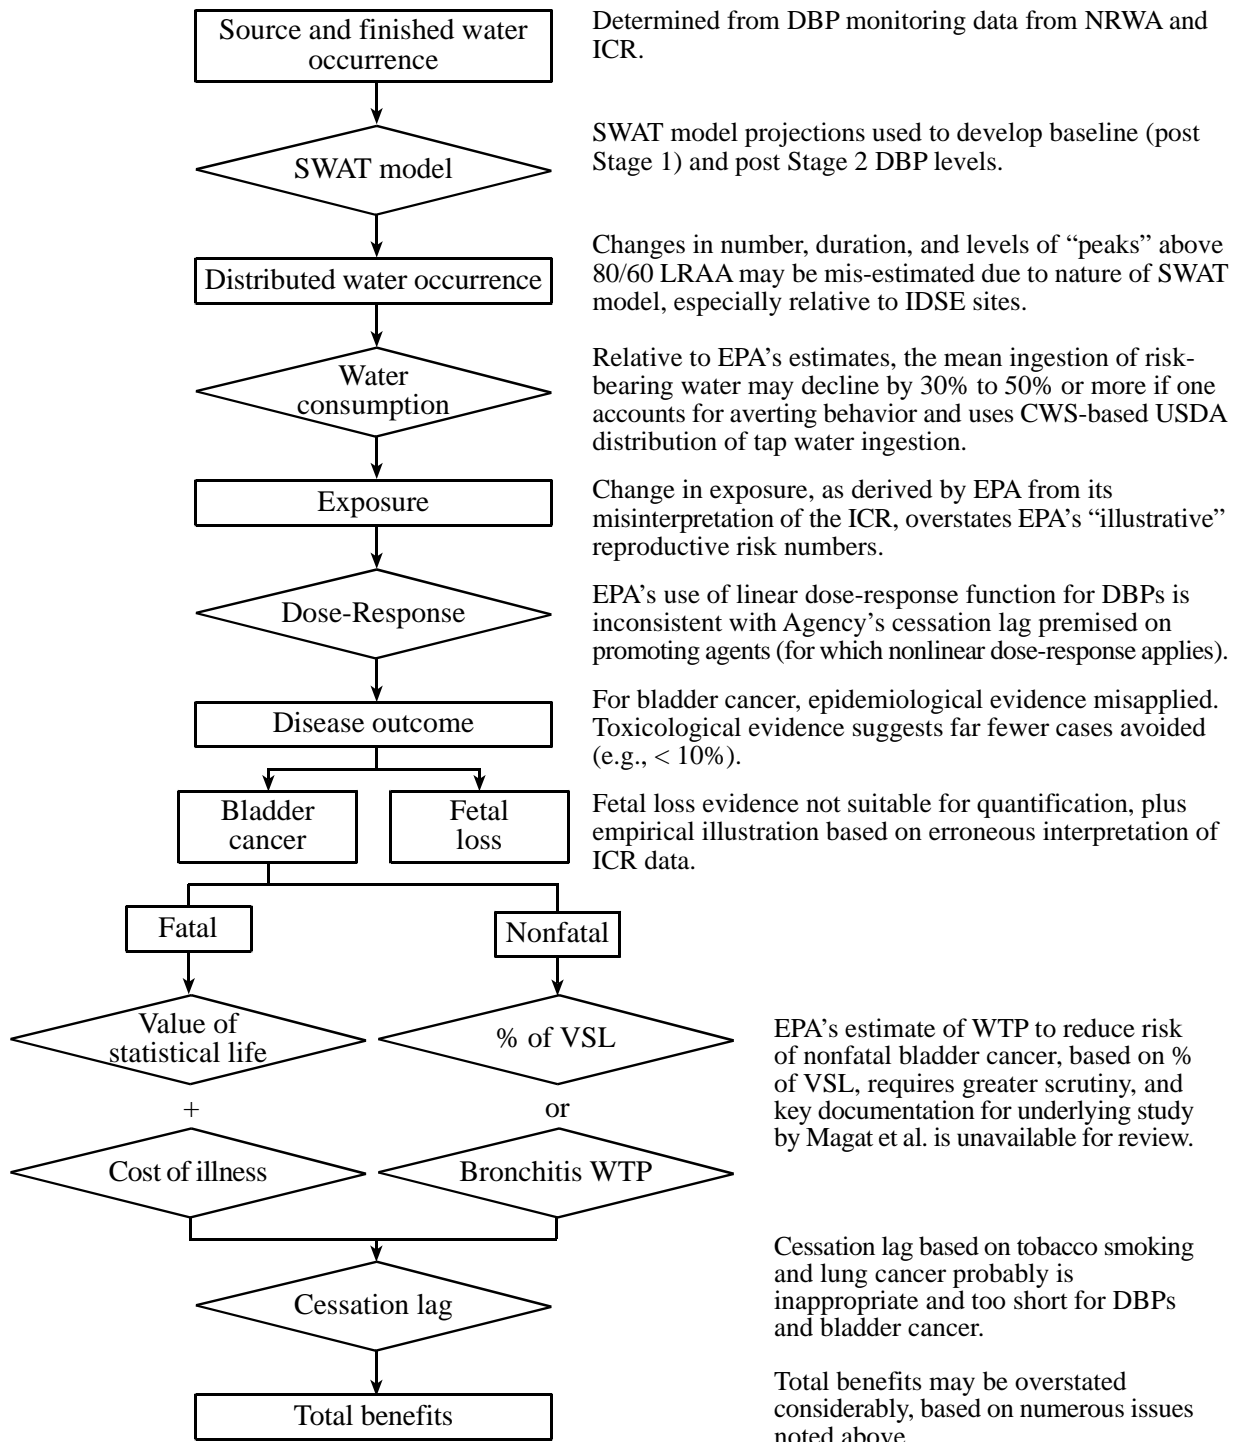 Source and finished water
occurrence
Determined from DBP monitoring data from NRWA and
ICR.
SWAT model
SWAT model projections used to develop baseline (post
Stage 1) and post Stage 2 DBP levels.
Distributed water occurrence
Changes in number, duration, and levels of “peaks” above
80/60 LRAA may be mis-estimated due to nature of SWAT
model, especially relative to IDSE sites.
Water
consumption
Relative to EPA’s estimates, the mean ingestion of risk-
bearing water may decline by 30% to 50% or more if one
accounts for averting behavior and uses CWS-based USDA
distribution of tap water ingestion.
Exposure
Change in exposure, as derived by EPA from its
misinterpretation of the ICR, overstates EPA’s “illustrative”
reproductive risk numbers.
Dose-Response
EPA’s use of linear dose-response function for DBPs is
inconsistent with Agency’s cessation lag premised on
promoting agents (for which nonlinear dose-response applies).
Disease outcome
For bladder cancer, epidemiological evidence misapplied.
Toxicological evidence suggests far fewer cases avoided
(e.g., < 10%).
Bladder
cancer
Fetal
loss
Fetal loss evidence not suitable for quantification, plus
empirical illustration based on erroneous interpretation of
ICR data.
Fatal
Nonfatal
Value of
statistical life
% of VSL
+
or
Cost of illness
Bronchitis WTP
EPA’s estimate of WTP to reduce risk
of nonfatal bladder cancer, based on %
of VSL, requires greater scrutiny, and
key documentation for underlying study
by Magat et al. is unavailable for review.
Cessation lag
Cessation lag based on tobacco smoking
and lung cancer probably is
inappropriate and too short for DBPs
and bladder cancer.
Total benefits
Total benefits may be overstated
considerably, based on numerous issues
noted above